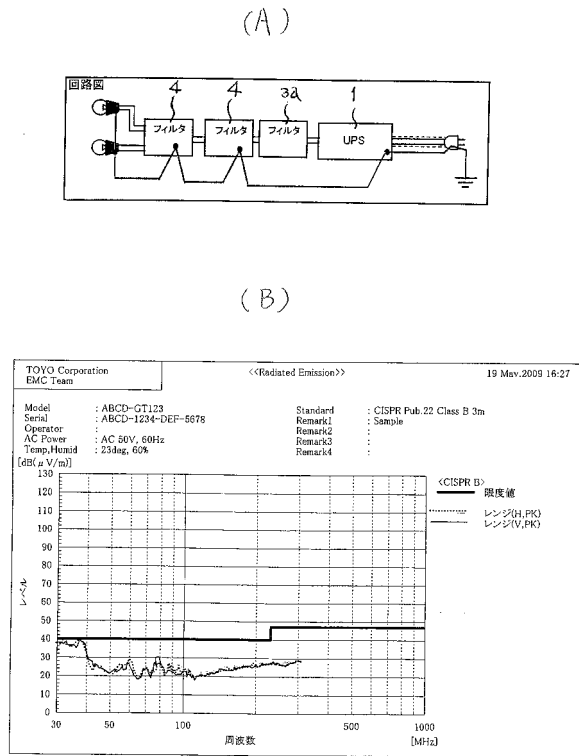 (A)
回路図
4 4 3a 1
フィルタ フィルタ フィルタ UPS
(B)
TOYO Corporation <<Radiated Emission>> 19 May.2009 16:27
EMC Team
Model : ABCD-GT123 Standard : CISPR Pub.22 Class B 3m
Serial : ABCD-1234-DEF-5678 Remark1 : Sample
Operator : Remark2 :
AC Power : AC 50V, 60Hz Remark3 :
Temp,Humid : 23deg, 60% Remark4 :
[dB(μV/m)]
<CISPR B>
限度値
レンジ(H,PK)
レンジ(V,PK)
130
120
110
100
90
80
70
60
50
40
30
20
10
0
レベル
30 50 100 500 1000
周波数 [MHz]